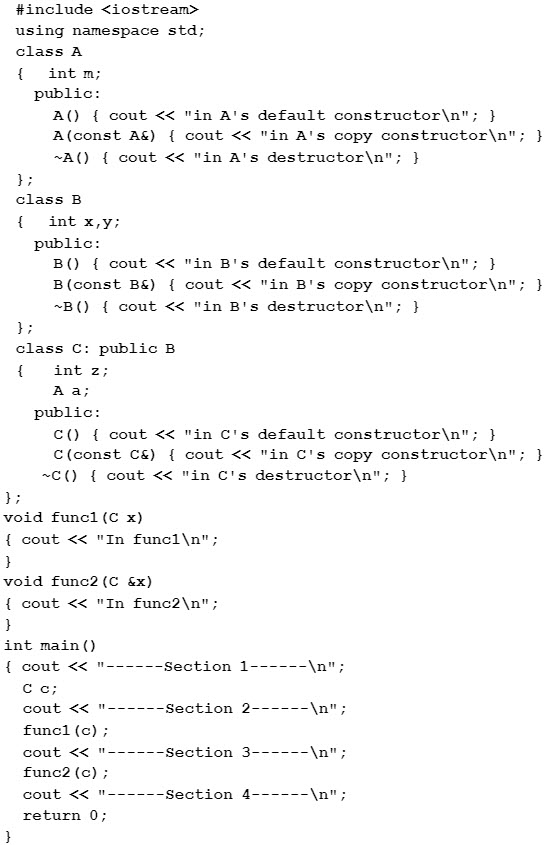 #include <iostream>
using namespace std;
class A
{   int m;
  public:
    A() { cout << "in A's default constructor\n"; }
    A(const A&) { cout << "in A's copy constructor\n"; }
    ~A() { cout << "in A's destructor\n"; }
};
class B
{   int x,y;
  public:
    B() { cout << "in B's default constructor\n"; }
    B(const B&) { cout << "in B's copy constructor\n"; }
    ~B() { cout << "in B's destructor\n"; }
};
class C: public B
{   int z;
    A a;
  public:
    C() { cout << "in C's default constructor\n"; }
    C(const C&) { cout << "in C's copy constructor\n"; }
   ~C() { cout << "in C's destructor\n"; }
};
void func1(C x)
{ cout << "In func1\n";
}
void func2(C &x)
{ cout << "In func2\n";
}
int main()
{ cout << "------Section 1------\n";
  C c;
  cout << "------Section 2------\n";
  func1(c);
  cout << "------Section 3------\n";
  func2(c);
  cout << "------Section 4------\n";
  return 0;
}